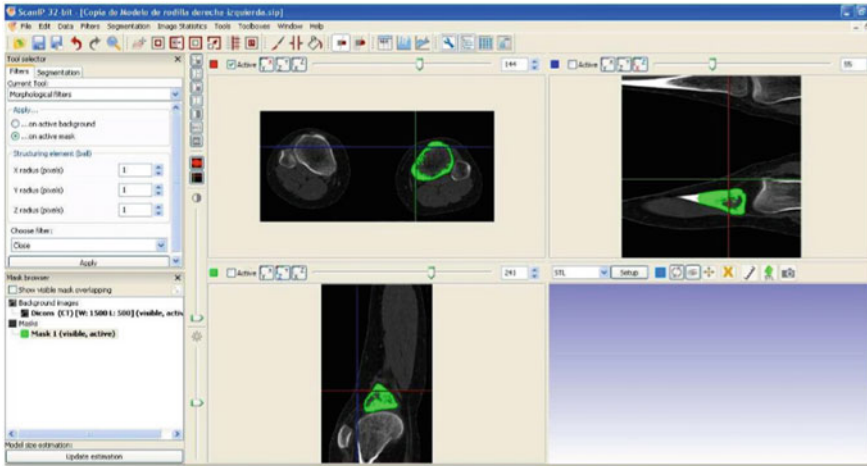 ScanIP 32-bit - [Copia de Modelo de rodilla derecha izquierda.sip]
File Edit Data Filters Segmentation Image Statistics Tools Toolboxes Window Help
Tool selector
Filters Segmentation
Current Tool:
Morphological filters
Apply...
...on active background
...on active mask
Structuring element (ball)
X radius (pixels) 1
Y radius (pixels) 1
Z radius (pixels) 1
Choose filter:
Close
Apply
Mask browser
Show visible mask overlapping
Background images
Dicom (CT) [W: 1500 L: 500] (visible, activ
Masks
Mask 1 (visible, active)
Model size estimation:
Update estimation
Active 144
Active 55
Active 241
STL Setup